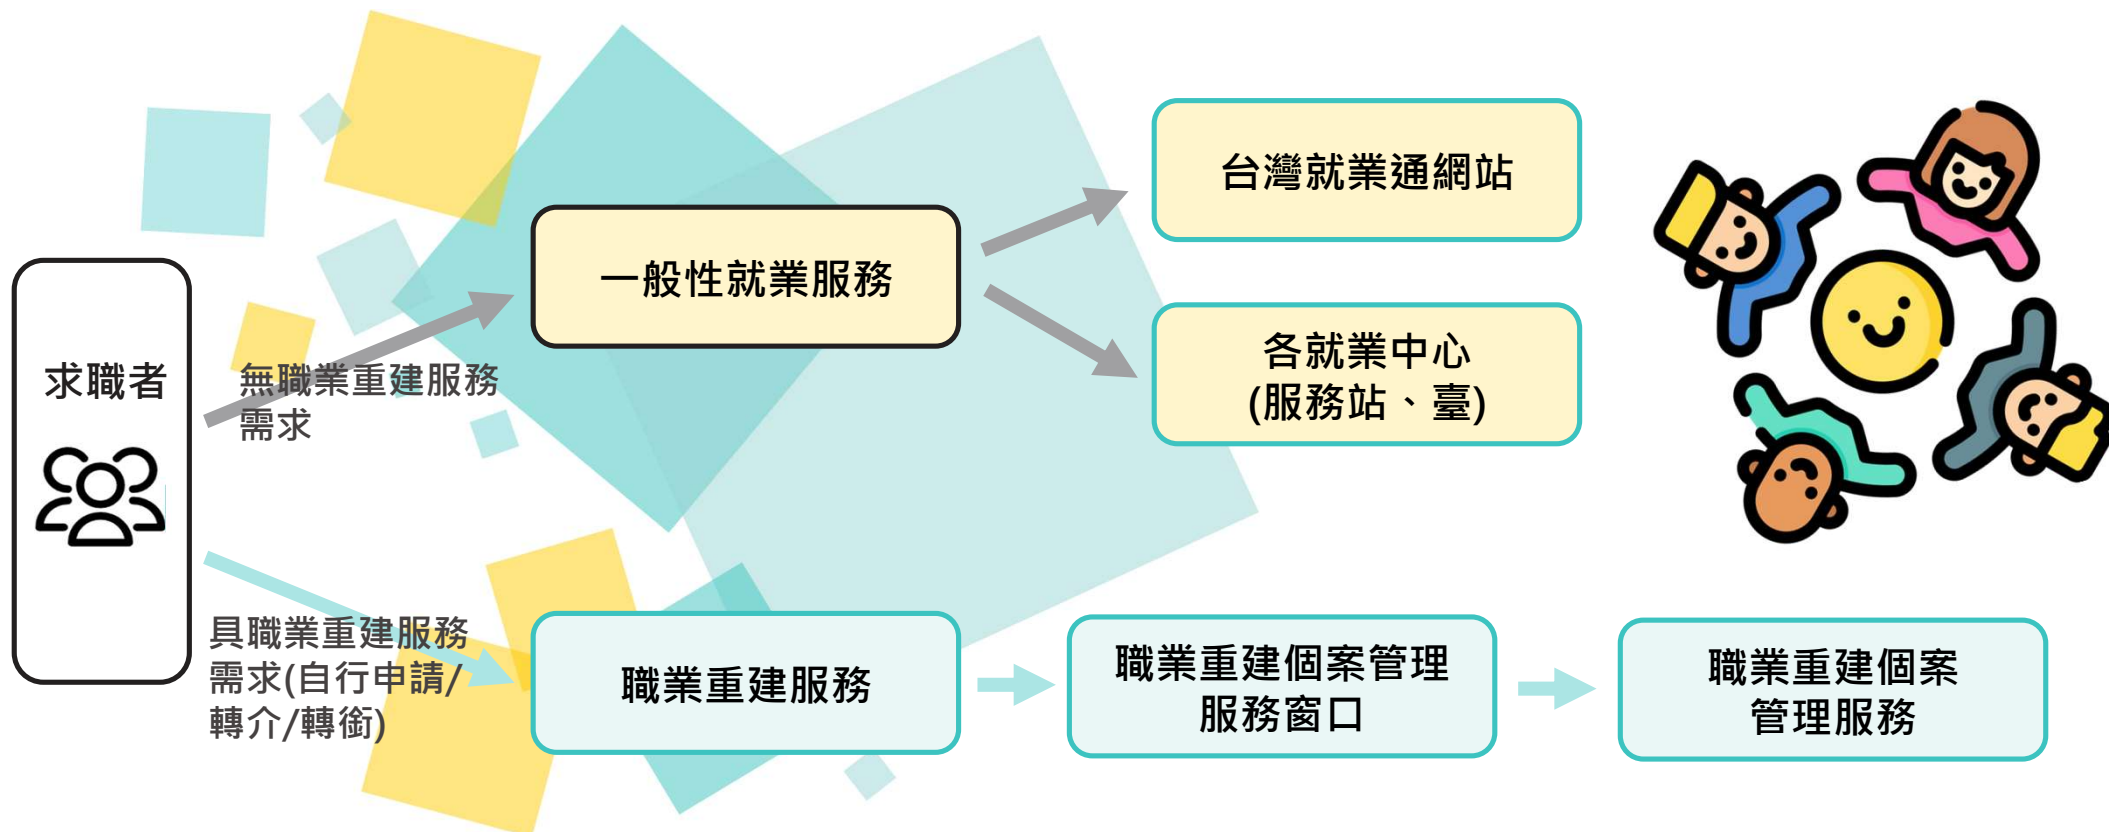 求職者
無職業重建服務
需求
一般性就業服務
台灣就業通網站
各就業中心
(服務站、臺)
具職業重建服務
需求(自行申請/
轉介/轉銜)
職業重建服務
職業重建個案管理
服務窗口
職業重建個案
管理服務